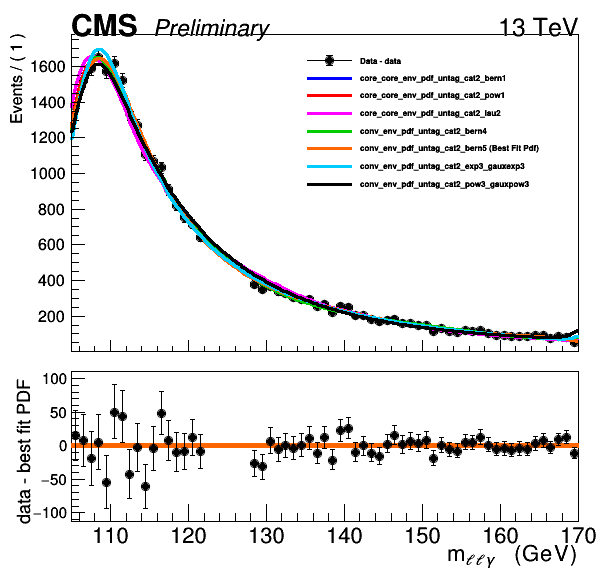 CMS Preliminary 13 TeV
Events / ( 1 )
1600
1400
1200
1000
800
600
400
200
Data - data
core_core_env_pdf_untag_cat2_bern1
core_core_env_pdf_untag_cat2_pow1
core_core_env_pdf_untag_cat2_lau2
conv_env_pdf_untag_cat2_bern4
conv_env_pdf_untag_cat2_bern5 (Best Fit Pdf)
conv_env_pdf_untag_cat2_exp3_gauxexp3
conv_env_pdf_untag_cat2_pow3_gauxpow3
data - best fit PDF
100
50
0
−50
−100
110 120 130 140 150 160 170
mℓℓγ (GeV)